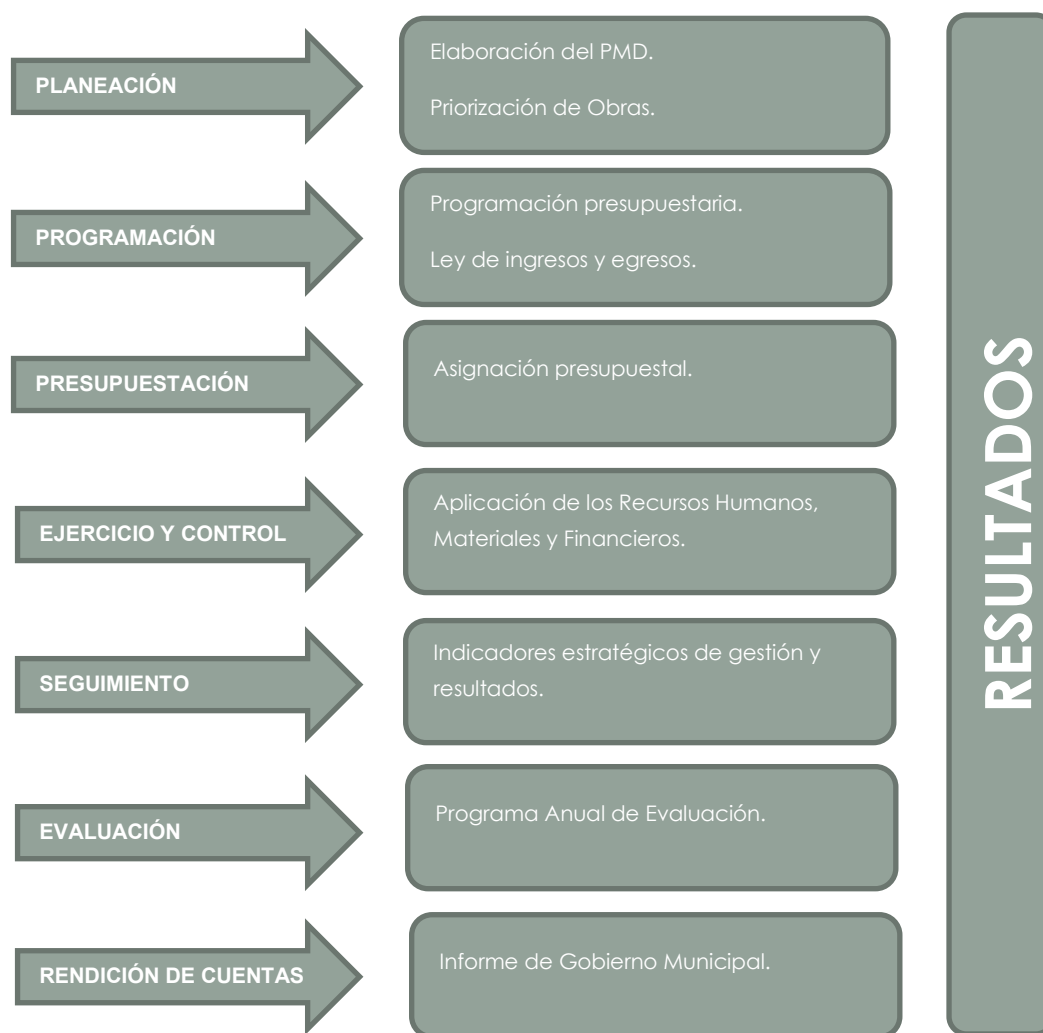 PLANEACIÓN
Elaboración del PMD.
Priorización de Obras.
PROGRAMACIÓN
Programación presupuestaria.
Ley de ingresos y egresos.
PRESUPUESTACIÓN
Asignación presupuestal.
EJERCICIO Y CONTROL
Aplicación de los Recursos Humanos,
Materiales y Financieros.
SEGUIMIENTO
Indicadores estratégicos de gestión y
resultados.
EVALUACIÓN
Programa Anual de Evaluación.
RENDICIÓN DE CUENTAS
Informe de Gobierno Municipal.
RESULTADOS